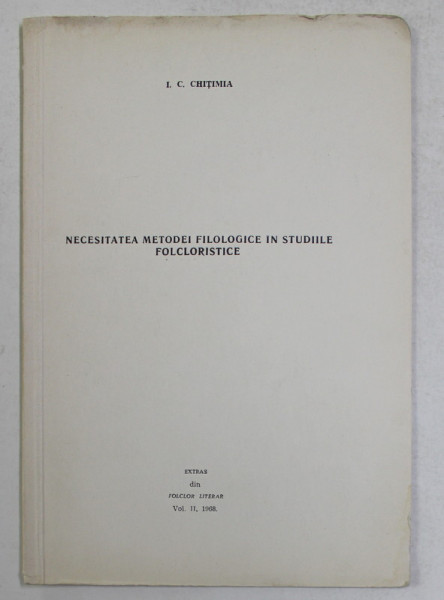 I. C. CHIȚIMIA
NECESITATEA METODEI FILOLOGICE IN STUDIILE
FOLCLORISTICE
EXTRAS
din
FOLCLOR LITERAR
Vol. II, 1968.